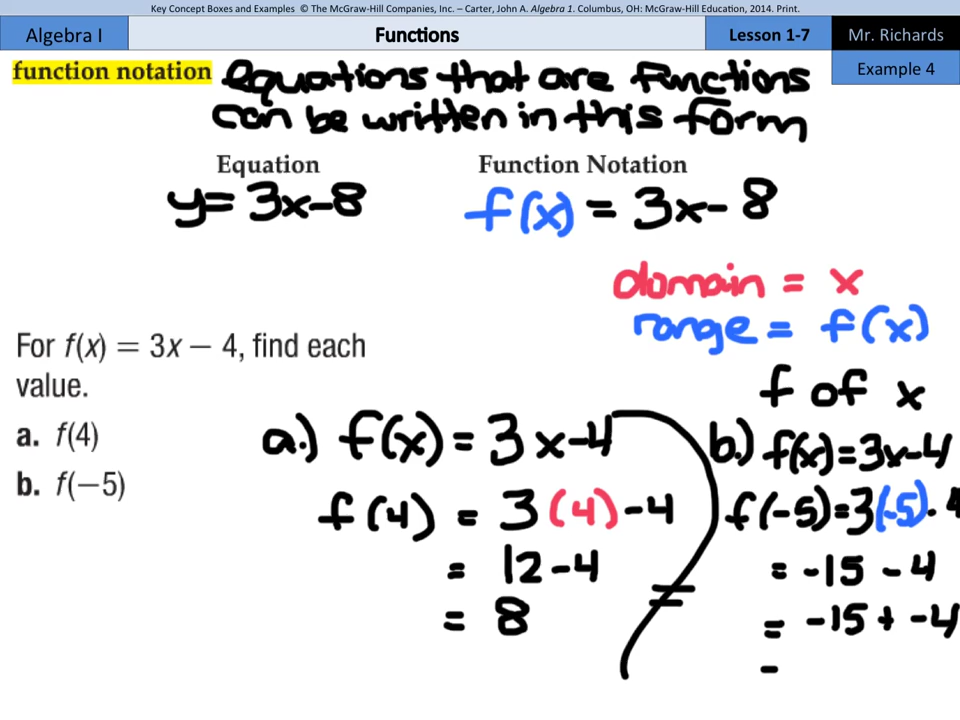 Key Concept Boxes and Examples © The McGraw-Hill Companies, Inc. – Carter, John A. Algebra 1. Columbus, OH: McGraw-Hill Education, 2014. Print.
Algebra I
Functions
Lesson 1-7
Mr. Richards
Example 4
function notation
Equations that are functions
can be written in this form
Equation
Function Notation
y = 3x - 8
f(x) = 3x - 8
domain = x
range = f(x)
f of x
For f(x) = 3x − 4, find each
value.
a. f(4)
b. f(−5)
a.) f(x) = 3x - 4
f(4) = 3(4) - 4
= 12 - 4
= 8
b.) f(x) = 3x - 4
f(-5) = 3(-5) - 4
= -15 - 4
= -15 + -4
=